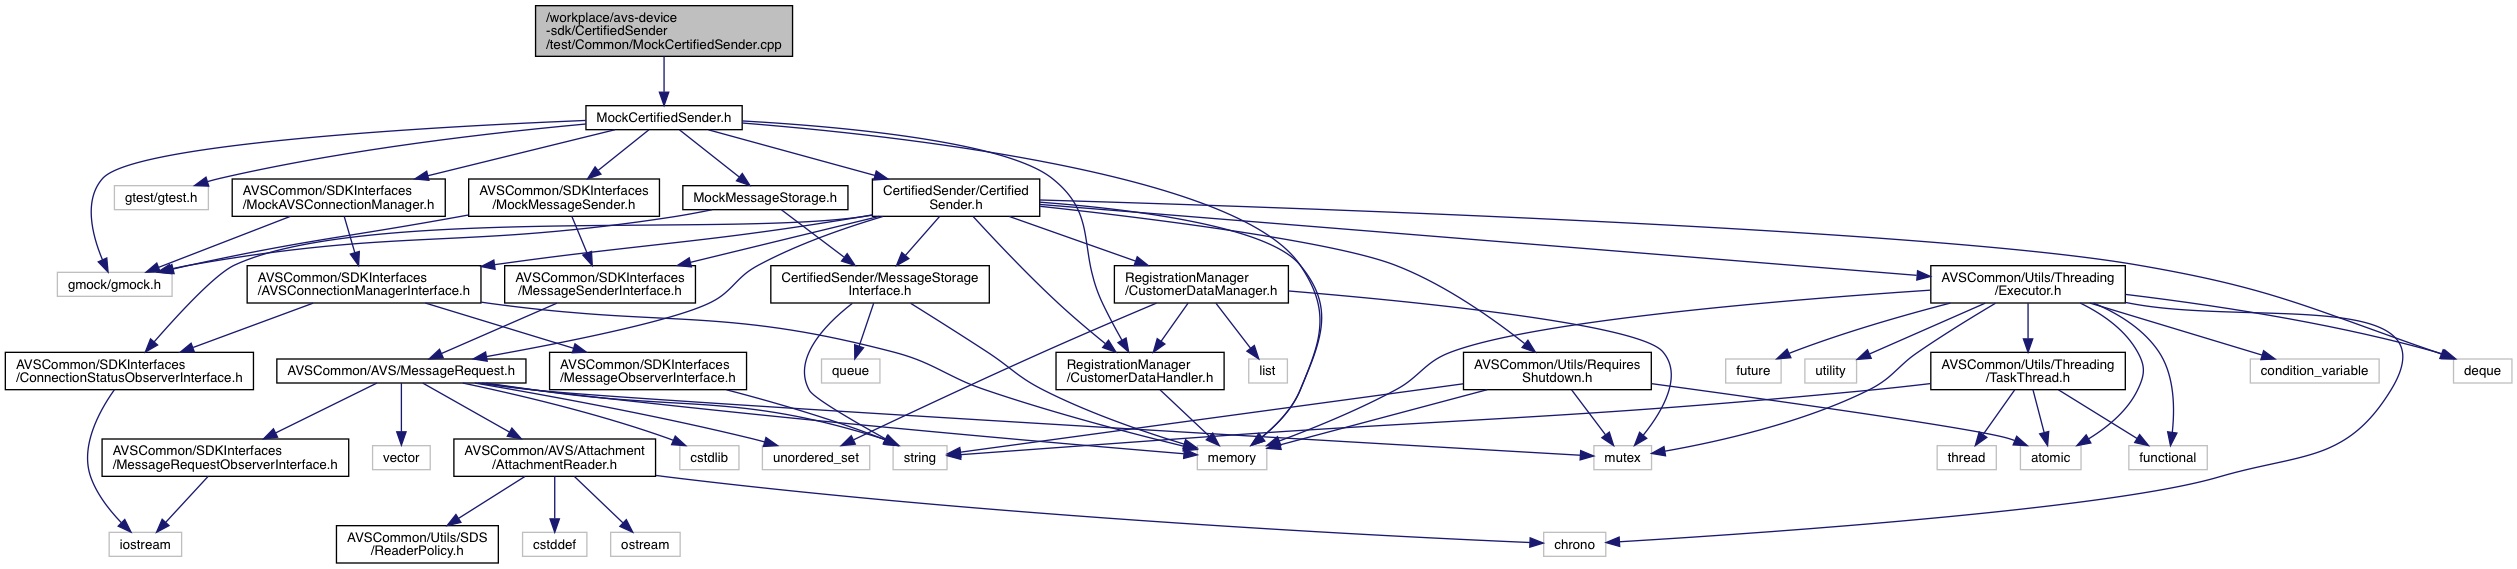 /workplace/avs-device
-sdk/CertifiedSender
/test/Common/MockCertifiedSender.cpp
MockCertifiedSender.h
gtest/gtest.h
AVSCommon/SDKInterfaces
/MockAVSConnectionManager.h
AVSCommon/SDKInterfaces
/MockMessageSender.h
MockMessageStorage.h
CertifiedSender/Certified
Sender.h
gmock/gmock.h
AVSCommon/SDKInterfaces
/AVSConnectionManagerInterface.h
AVSCommon/SDKInterfaces
/MessageSenderInterface.h
CertifiedSender/MessageStorage
Interface.h
RegistrationManager
/CustomerDataManager.h
AVSCommon/Utils/Threading
/Executor.h
AVSCommon/SDKInterfaces
/ConnectionStatusObserverInterface.h
AVSCommon/AVS/MessageRequest.h
AVSCommon/SDKInterfaces
/MessageObserverInterface.h
queue
RegistrationManager
/CustomerDataHandler.h
list
AVSCommon/Utils/Requires
Shutdown.h
future
utility
AVSCommon/Utils/Threading
/TaskThread.h
condition_variable
deque
AVSCommon/SDKInterfaces
/MessageRequestObserverInterface.h
vector
AVSCommon/AVS/Attachment
/AttachmentReader.h
cstdlib
unordered_set
string
memory
mutex
thread
atomic
functional
iostream
AVSCommon/Utils/SDS
/ReaderPolicy.h
cstddef
ostream
chrono